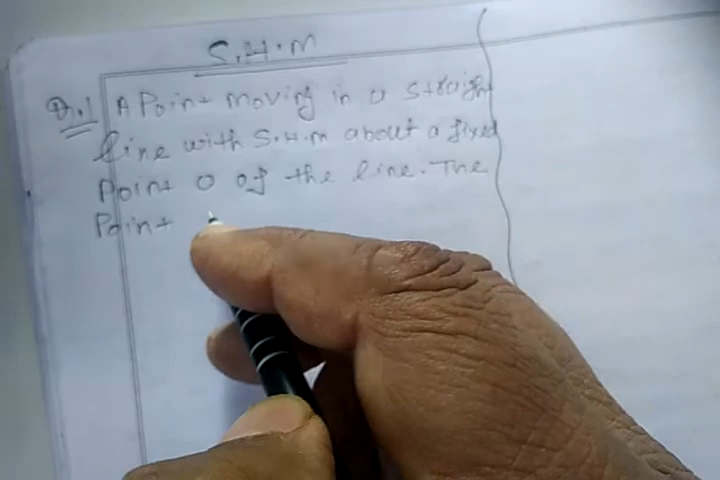 S.H.M
Q.1 A Point moving in a straight
line with S.H.M about a fixed
Point O of the line. The
Point